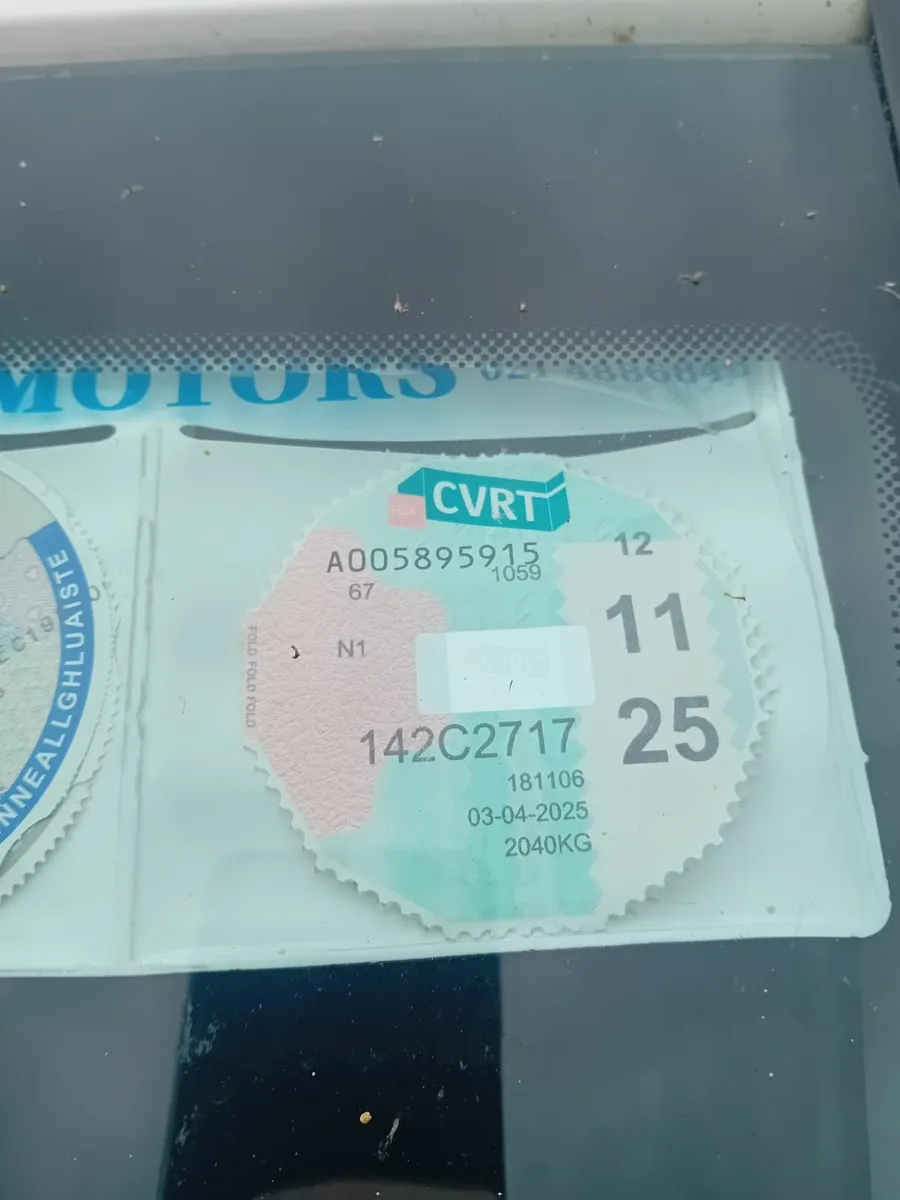 MOTORS
CVRT
A005895915
1059
67
N1
12
11
25
FOLD FOLD FOLD
142C2717
181106
03-04-2025
2040KG
NNEALLGHLUAISTE